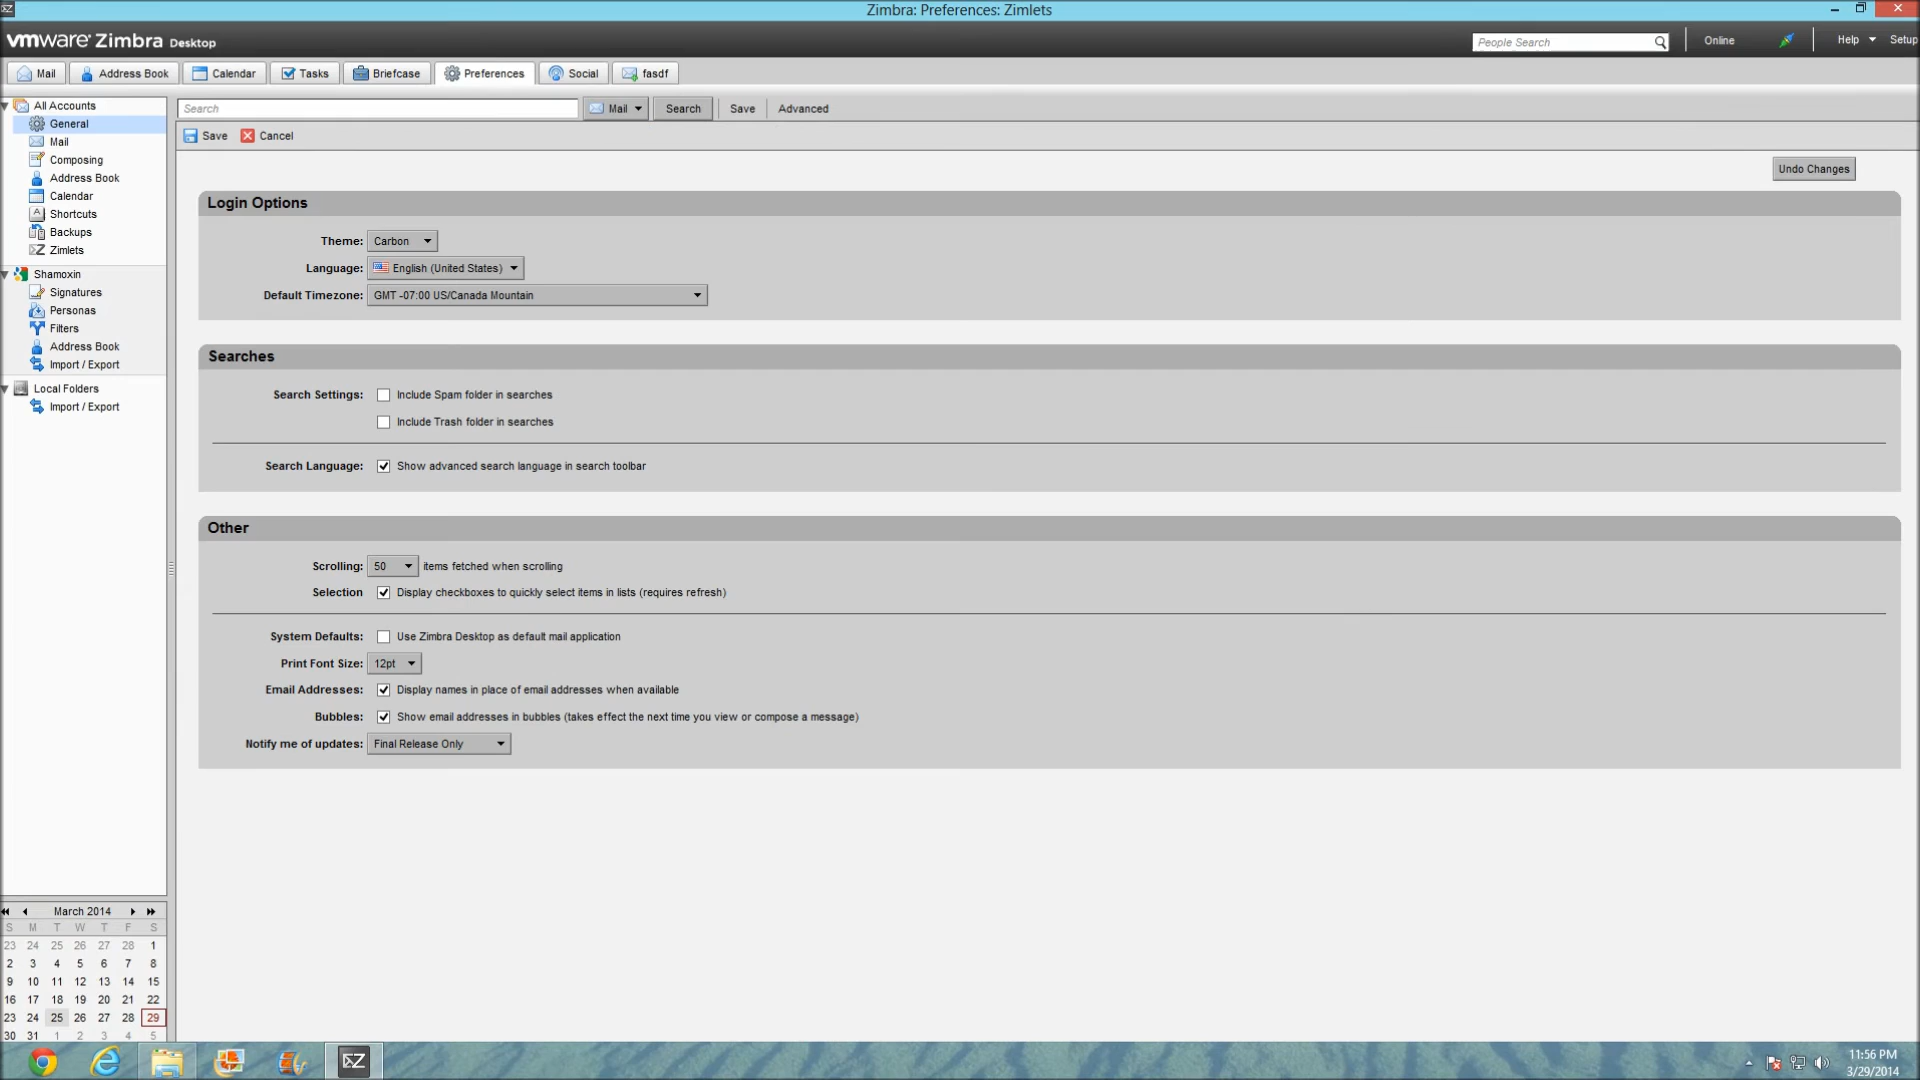 Zimbra: Preferences: Zimlets
vmware Zimbra Desktop
People Search
Online
Help
Setup
Mail
Address Book
Calendar
Tasks
Briefcase
Preferences
Social
fasdf
All Accounts
General
Mail
Composing
Address Book
Calendar
Shortcuts
Backups
Zimlets
Shamoxin
Signatures
Personas
Filters
Address Book
Import / Export
Local Folders
Import / Export
Search
Mail
Search
Save
Advanced
Save
Cancel
Undo Changes
Login Options
Theme: Carbon
Language: English (United States)
Default Timezone: GMT -07:00 US/Canada Mountain
Searches
Search Settings: Include Spam folder in searches
Include Trash folder in searches
Search Language: Show advanced search language in search toolbar
Other
Scrolling: 50 items fetched when scrolling
Selection Display checkboxes to quickly select items in lists (requires refresh)
System Defaults: Use Zimbra Desktop as default mail application
Print Font Size: 12pt
Email Addresses: Display names in place of email addresses when available
Bubbles: Show email addresses in bubbles (takes effect the next time you view or compose a message)
Notify me of updates: Final Release Only
March 2014
S M T W T F S
23 24 25 26 27 28 1
2 3 4 5 6 7 8
9 10 11 12 13 14 15
16 17 18 19 20 21 22
23 24 25 26 27 28 29
30 31 1 2 3 4 5
11:56 PM
3/29/2014